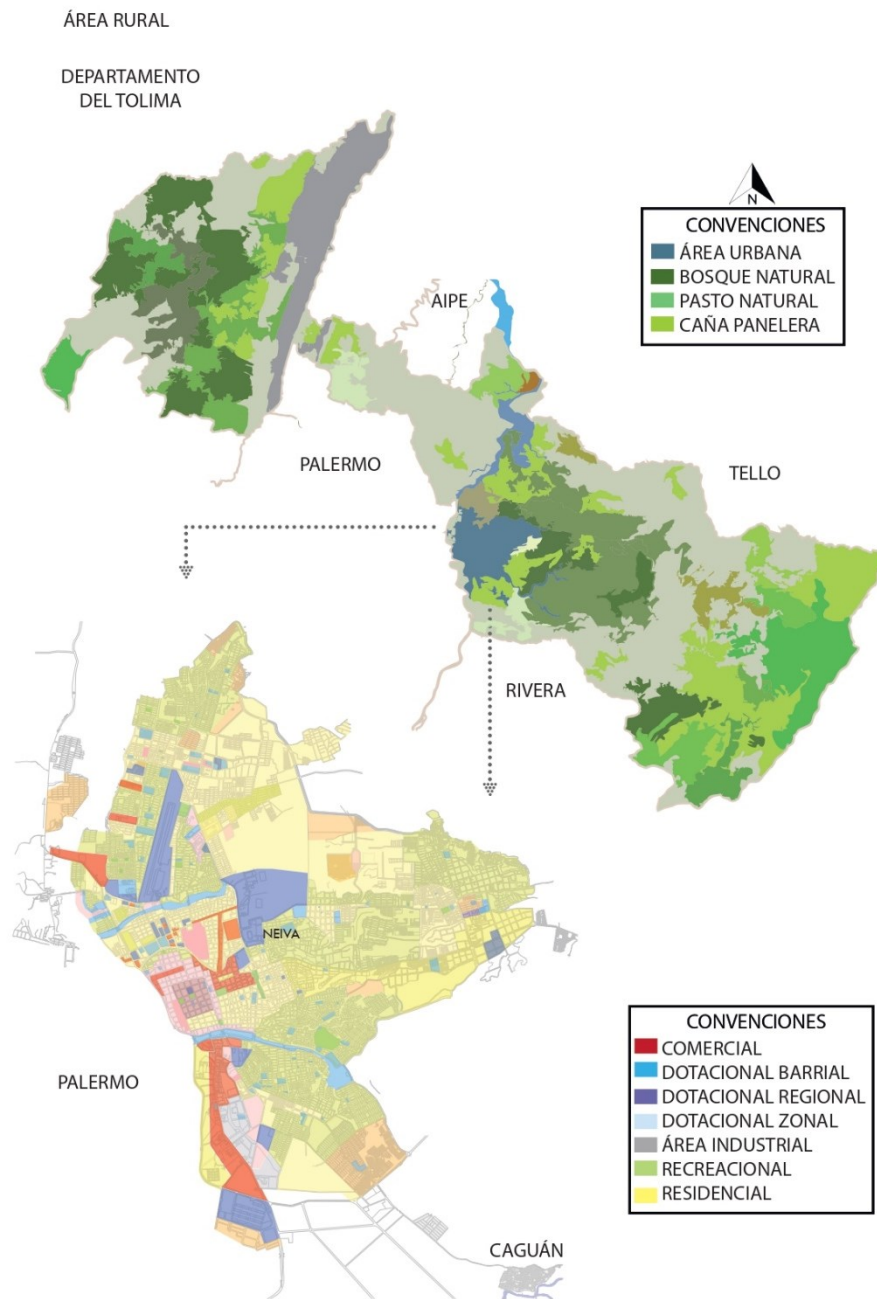 ÁREA RURAL
DEPARTAMENTO
DEL TOLIMA
N
CONVENCIONES
ÁREA URBANA
BOSQUE NATURAL
PASTO NATURAL
CAÑA PANELERA
AIPE
PALERMO
TELLO
RIVERA
NEIVA
PALERMO
CONVENCIONES
COMERCIAL
DOTACIONAL BARRIAL
DOTACIONAL REGIONAL
DOTACIONAL ZONAL
ÁREA INDUSTRIAL
RECREACIONAL
RESIDENCIAL
CAGUÁN